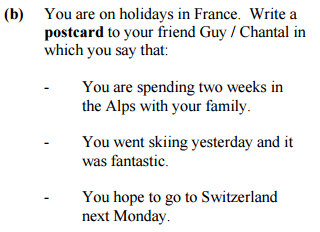 (b) You are on holidays in France. Write a
postcard to your friend Guy / Chantal in
which you say that:
- You are spending two weeks in
the Alps with your family.
- You went skiing yesterday and it
was fantastic.
- You hope to go to Switzerland
next Monday.